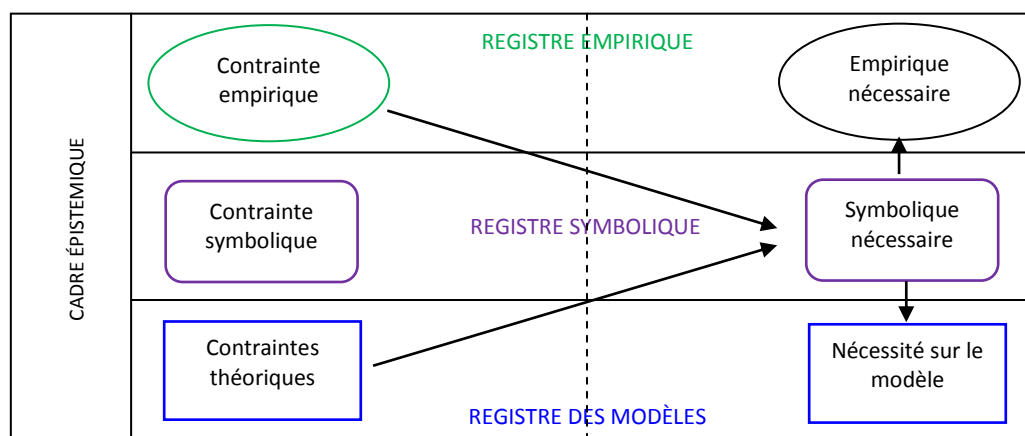 CADRE ÉPISTEMIQUE
REGISTRE EMPIRIQUE
Contrainte
empirique
Empirique
nécessaire
Contrainte
symbolique
REGISTRE SYMBOLIQUE
Symbolique
nécessaire
Contraintes
théoriques
Nécessité sur le
modèle
REGISTRE DES MODÈLES